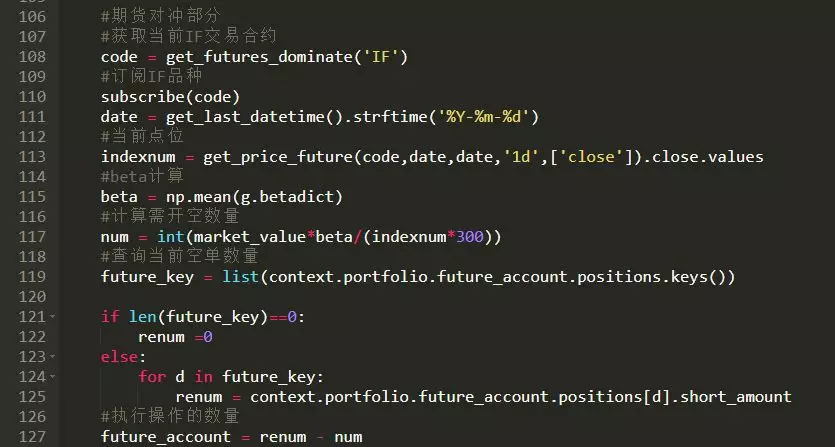 106 #期货对冲部分
107 #获取当前IF交易合约
108 code = get_futures_dominate('IF')
109 #订阅IF品种
110 subscribe(code)
111 date = get_last_datetime().strftime('%Y-%m-%d')
112 #当前点位
113 indexnum = get_price_future(code,date,date,'1d',['close']).close.values
114 #beta计算
115 beta = np.mean(g.betadict)
116 #计算需开空数量
117 num = int(market_value*beta/(indexnum*300))
118 #查询当前空单数量
119 future_key = list(context.portfolio.future_account.positions.keys())
120
121 if len(future_key)==0:
122 renum =0
123 else:
124 for d in future_key:
125 renum = context.portfolio.future_account.positions[d].short_amount
126 #执行操作的数量
127 future_account = renum - num